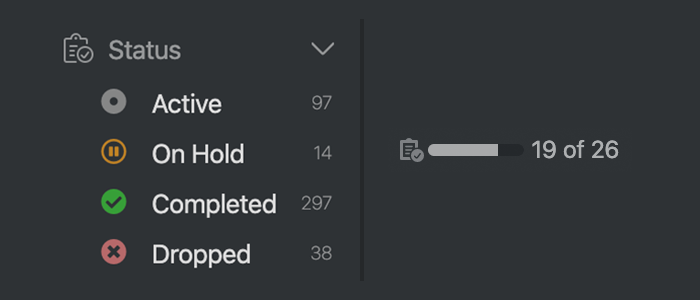 Status
Active 97
On Hold 14
Completed 297
Dropped 38
19 of 26